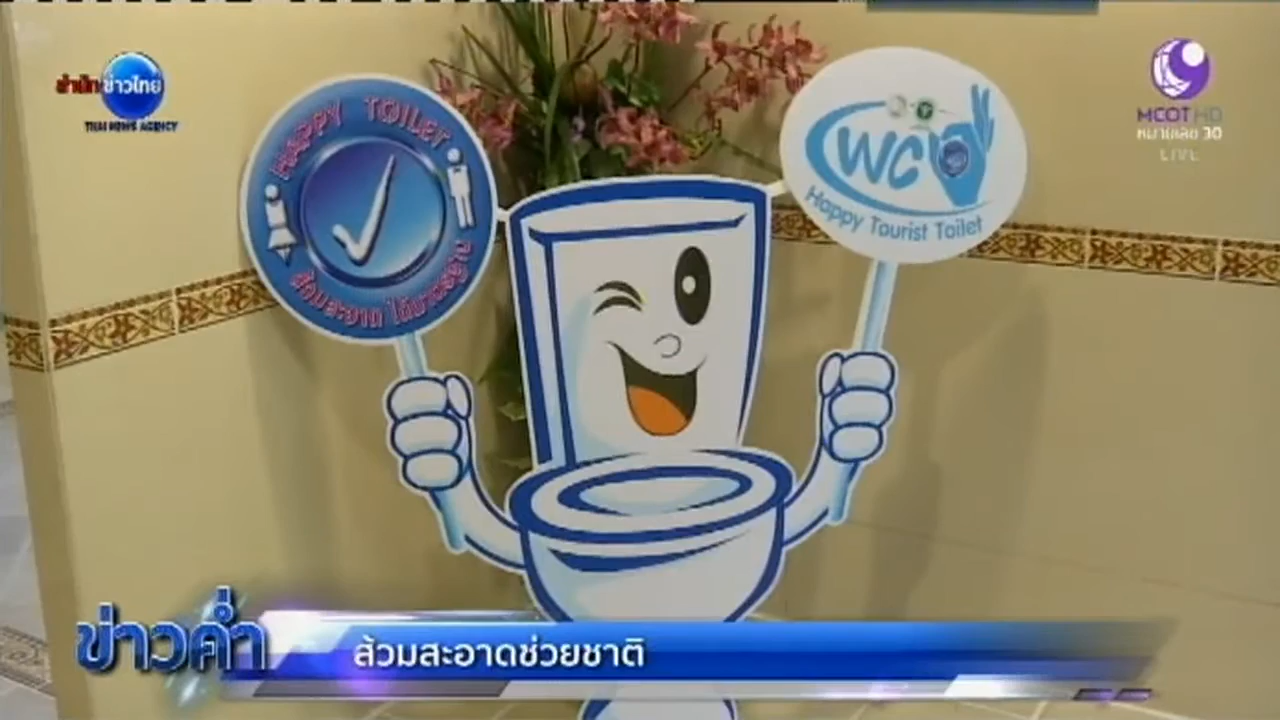 สำนักข่าวไทย
THAI NEWS AGENCY
MCOT HD
หมายเลข 30
HAPPY TOILET
ส้วมสะอาด ได้มาตรฐาน
WC
Happy Tourist Toilet
ข่าวค่ำ
ส้วมสะอาดช่วยชาติ